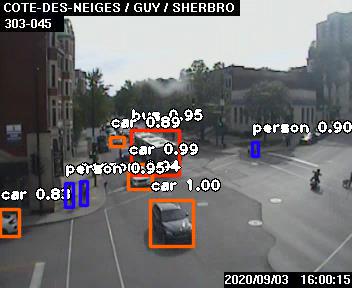 COTE-DES-NEIGES / GUY / SHERBRO
303-045
bus 0.95
car 0.89
person 0.90
car 0.99
person 0.95
car 1.00
car 0.83
2020/09/03 16:00:15